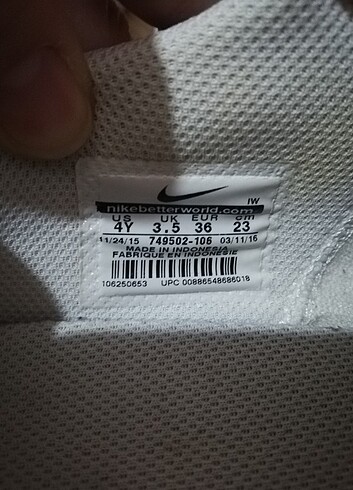 IW
nikebetterworld.com
US UK EUR cm
4Y 3.5 36 23
11/24/15 749502-106 03/11/16
MADE IN INDONESIA
FABRIQUE EN INDONESIE
106250653 UPC 00886548686018